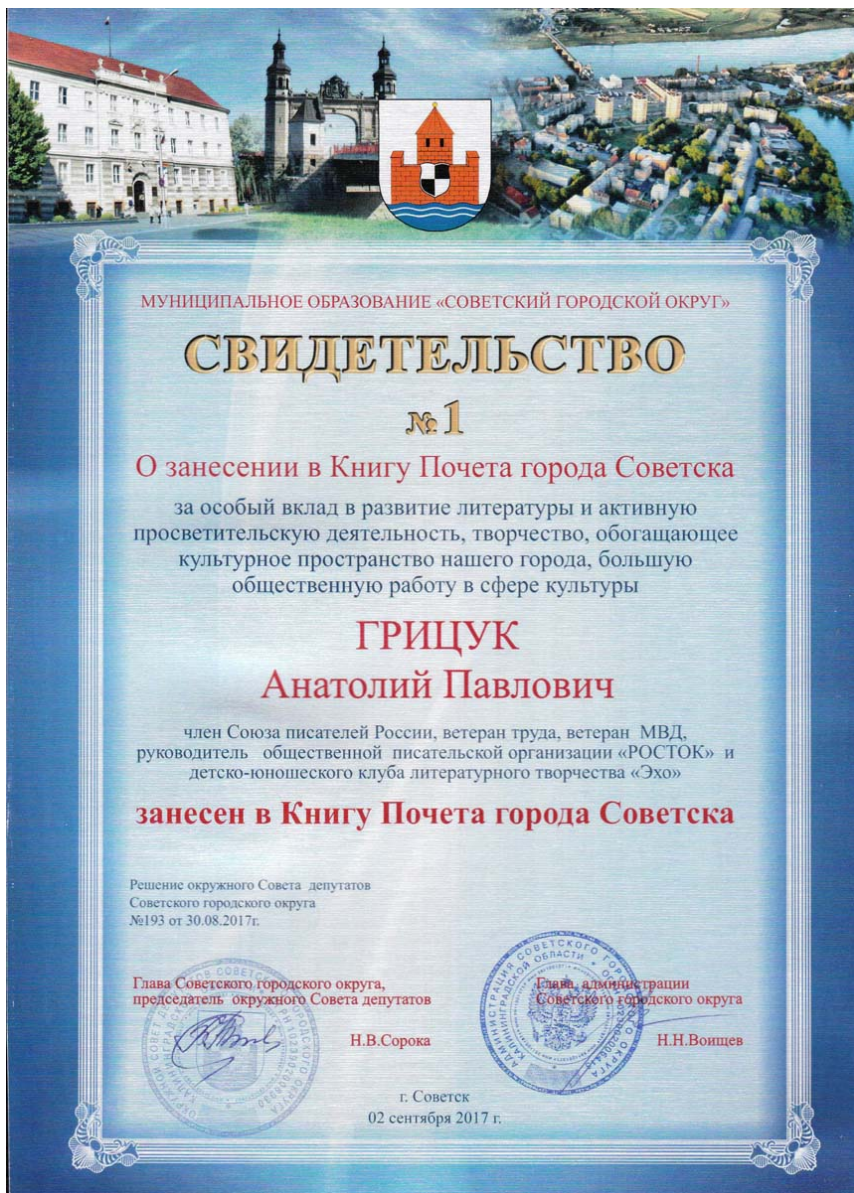 МУНИЦИПАЛЬНОЕ ОБРАЗОВАНИЕ «СОВЕТСКИЙ ГОРОДСКОЙ ОКРУГ»
СВИДЕТЕЛЬСТВО
№ 1
О занесении в Книгу Почета города Советска
за особый вклад в развитие литературы и активную
просветительскую деятельность, творчество, обогащающее
культурное пространство нашего города, большую
общественную работу в сфере культуры
ГРИЦУК
Анатолий Павлович
член Союза писателей России, ветеран труда, ветеран МВД,
руководитель общественной писательской организации «РОСТОК» и
детско-юношеского клуба литературного творчества «Эхо»
занесен в Книгу Почета города Советска
Решение окружного Совета депутатов
Советского городского округа
№193 от 30.08.2017г.
Глава Советского городского округа,
председатель окружного Совета депутатов
Н.В.Сорока
Глава администрации
Советского городского округа
Н.Н.Воищев
г. Советск
02 сентября 2017 г.